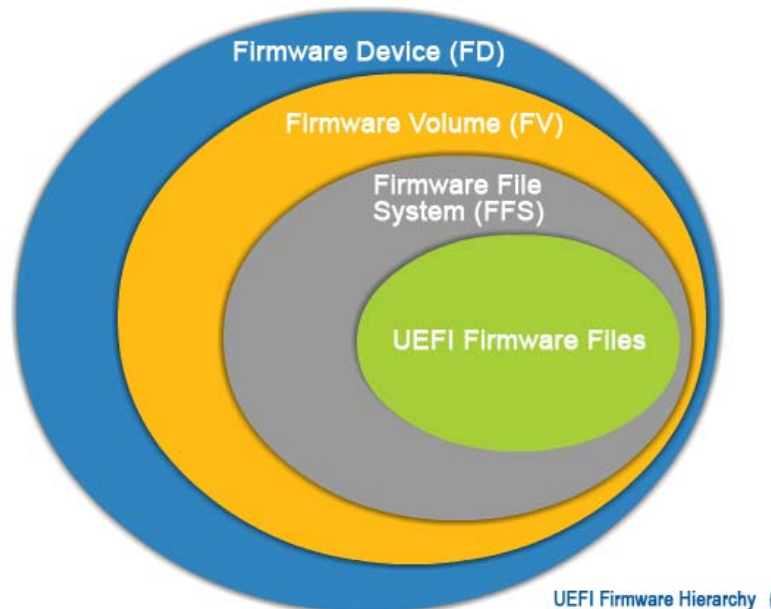 Firmware Device (FD)
Firmware Volume (FV)
Firmware File
System (FFS)
UEFI Firmware Files
UEFI Firmware Hierarchy (